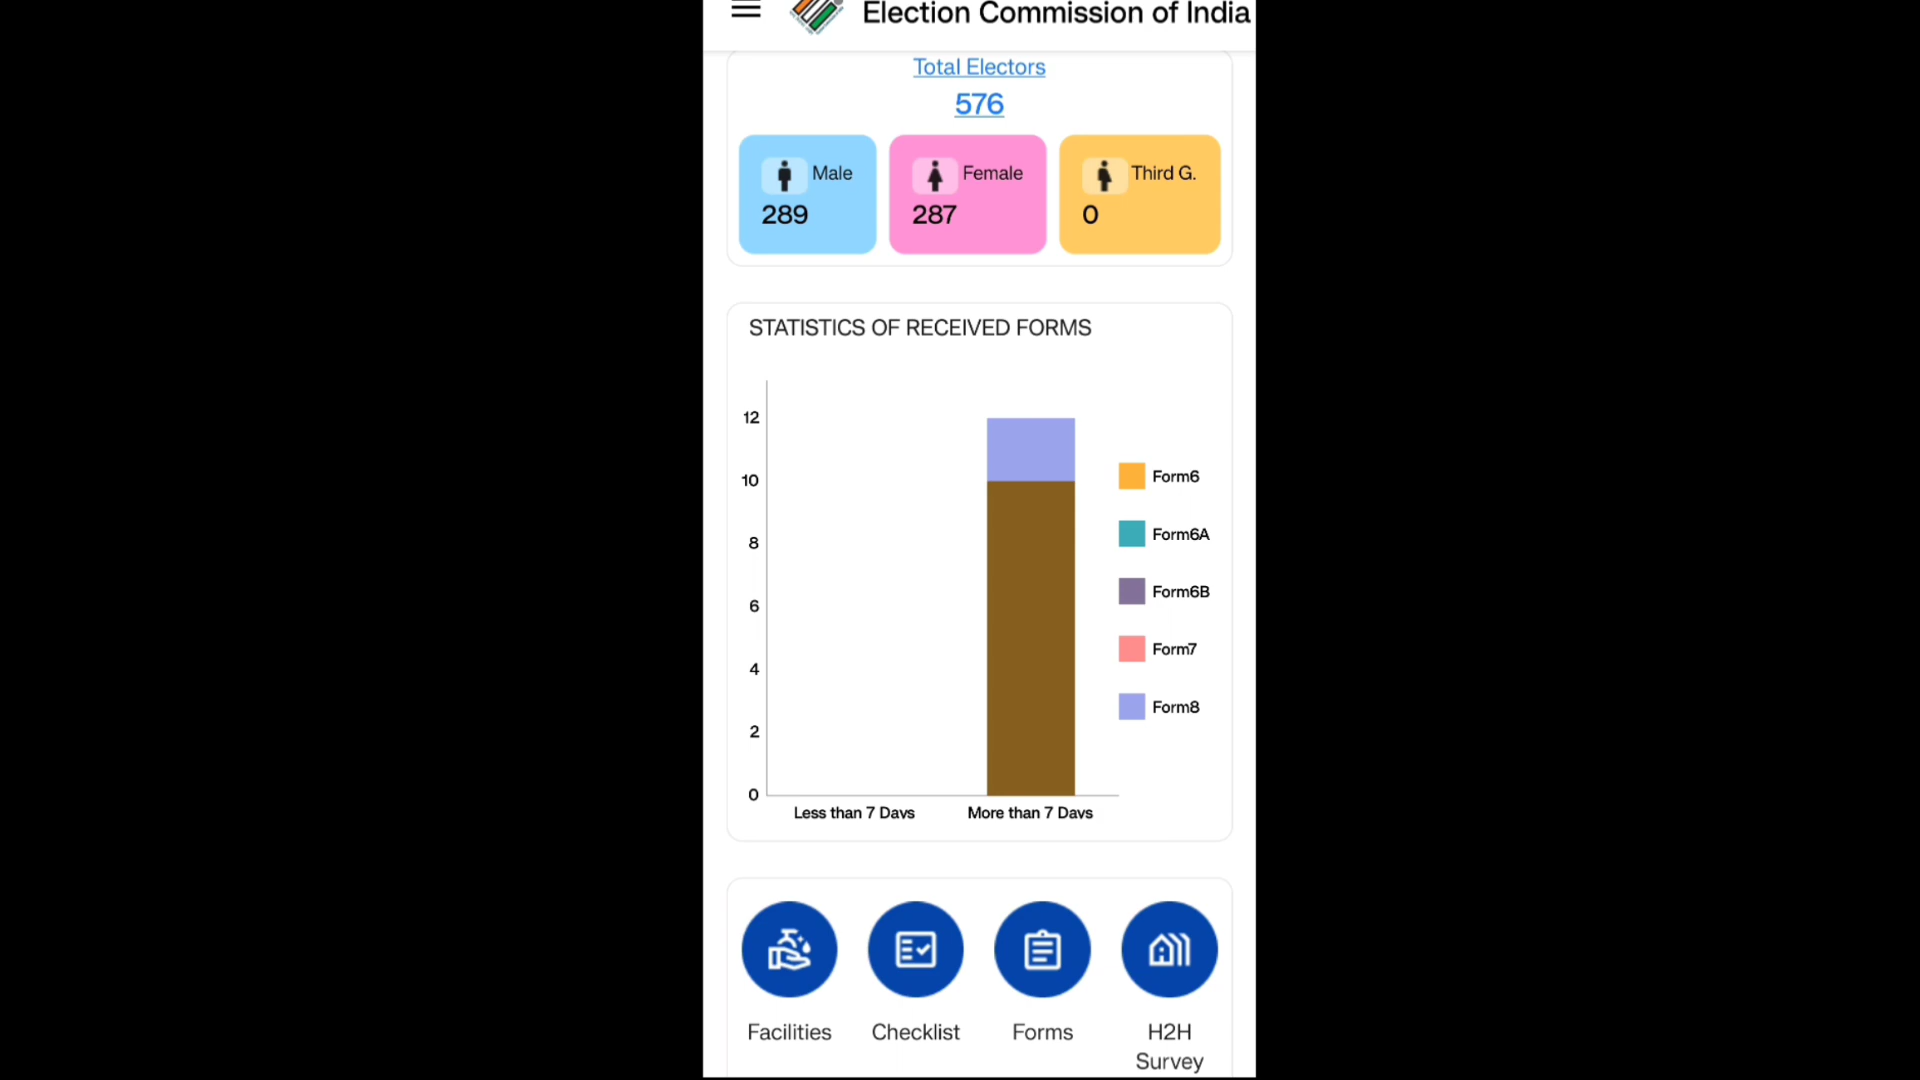 Election Commission of India
Total Electors
576
Male
289
Female
287
Third G.
0
STATISTICS OF RECEIVED FORMS
12
10
8
6
4
2
0
Less than 7 Days
More than 7 Days
Form6
Form6A
Form6B
Form7
Form8
Facilities
Checklist
Forms
H2H
Survey